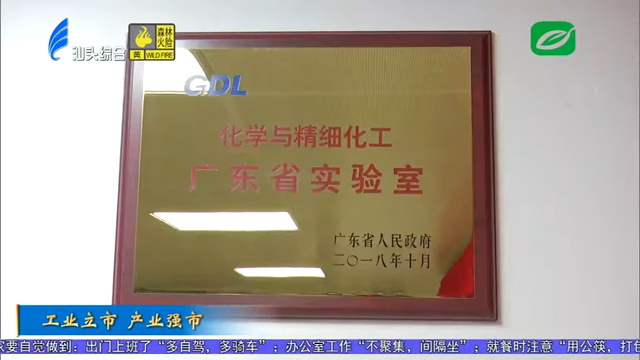 汕头综合
森林火险
黄
WILD FIRE
GDL
化学与精细化工
广东省实验室
广东省人民政府
二〇一八年十月
工业立市 产业强市
家要自觉做到：出门上班了“多自驾，多骑车”；办公室工作“不聚集，间隔坐”；就餐时注意“用公筷，打包